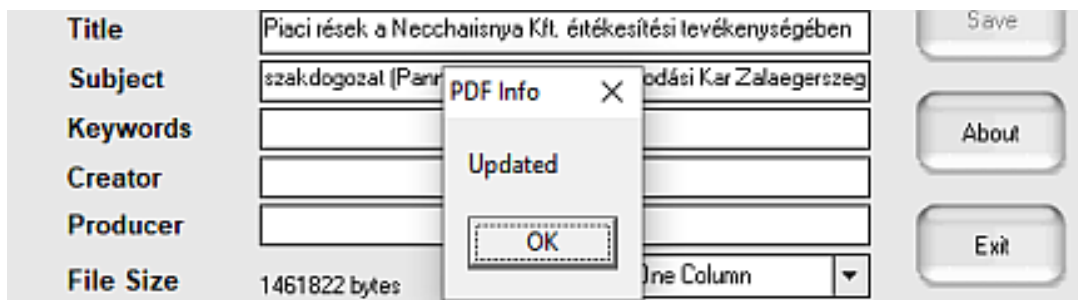 Title Piaci rések a Necchaiisnya Kft. értékesítési tevékenységében Save
Subject szakdogozat (Pann odási Kar Zalaegerszeg
PDF Info
Keywords About
Updated
Creator
Producer
OK Exit
File Size 1461822 bytes One Column